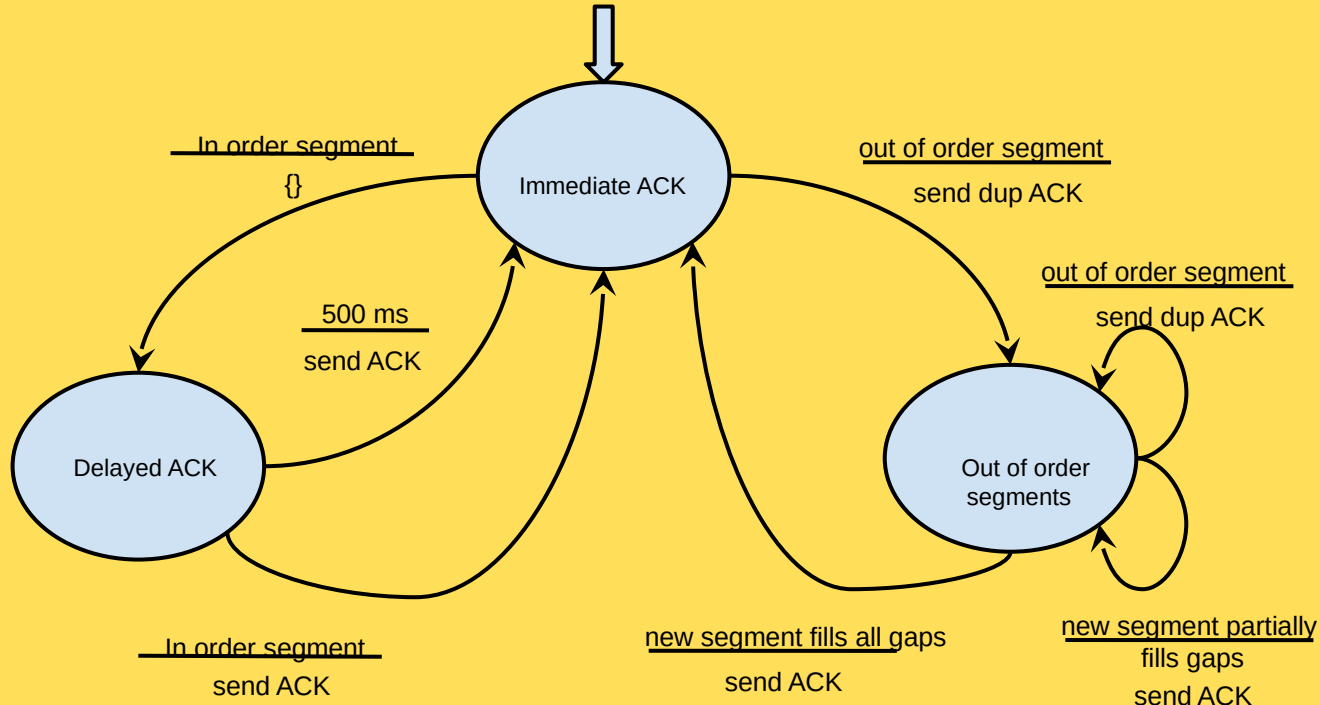 In order segment
{}
Immediate ACK
out of order segment
send dup ACK
out of order segment
send dup ACK
500 ms
send ACK
Delayed ACK
Out of order
segments
In order segment
send ACK
new segment fills all gaps
send ACK
new segment partially
fills gaps
send ACK